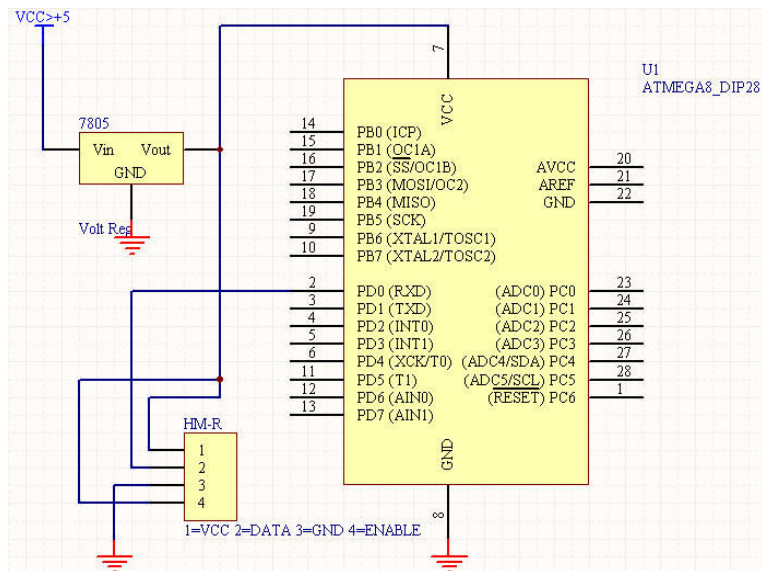 VCC>+5
7805
Vin Vout
GND
Volt Reg
HM-R
1
2
3
4
1=VCC 2=DATA 3=GND 4=ENABLE
U1
ATMEGA8_DIP28
7
VCC
14 PB0 (ICP)
15 PB1 (OC1A)
16 PB2 (SS/OC1B)
17 PB3 (MOSI/OC2)
18 PB4 (MISO)
19 PB5 (SCK)
9 PB6 (XTAL1/TOSC1)
10 PB7 (XTAL2/TOSC2)
2 PD0 (RXD)
3 PD1 (TXD)
4 PD2 (INT0)
5 PD3 (INT1)
6 PD4 (XCK/T0)
11 PD5 (T1)
12 PD6 (AIN0)
13 PD7 (AIN1)
AVCC 20
AREF 21
GND 22
(ADC0) PC0 23
(ADC1) PC1 24
(ADC2) PC2 25
(ADC3) PC3 26
(ADC4/SDA) PC4 27
(ADC5/SCL) PC5 28
(RESET) PC6 1
GND
8